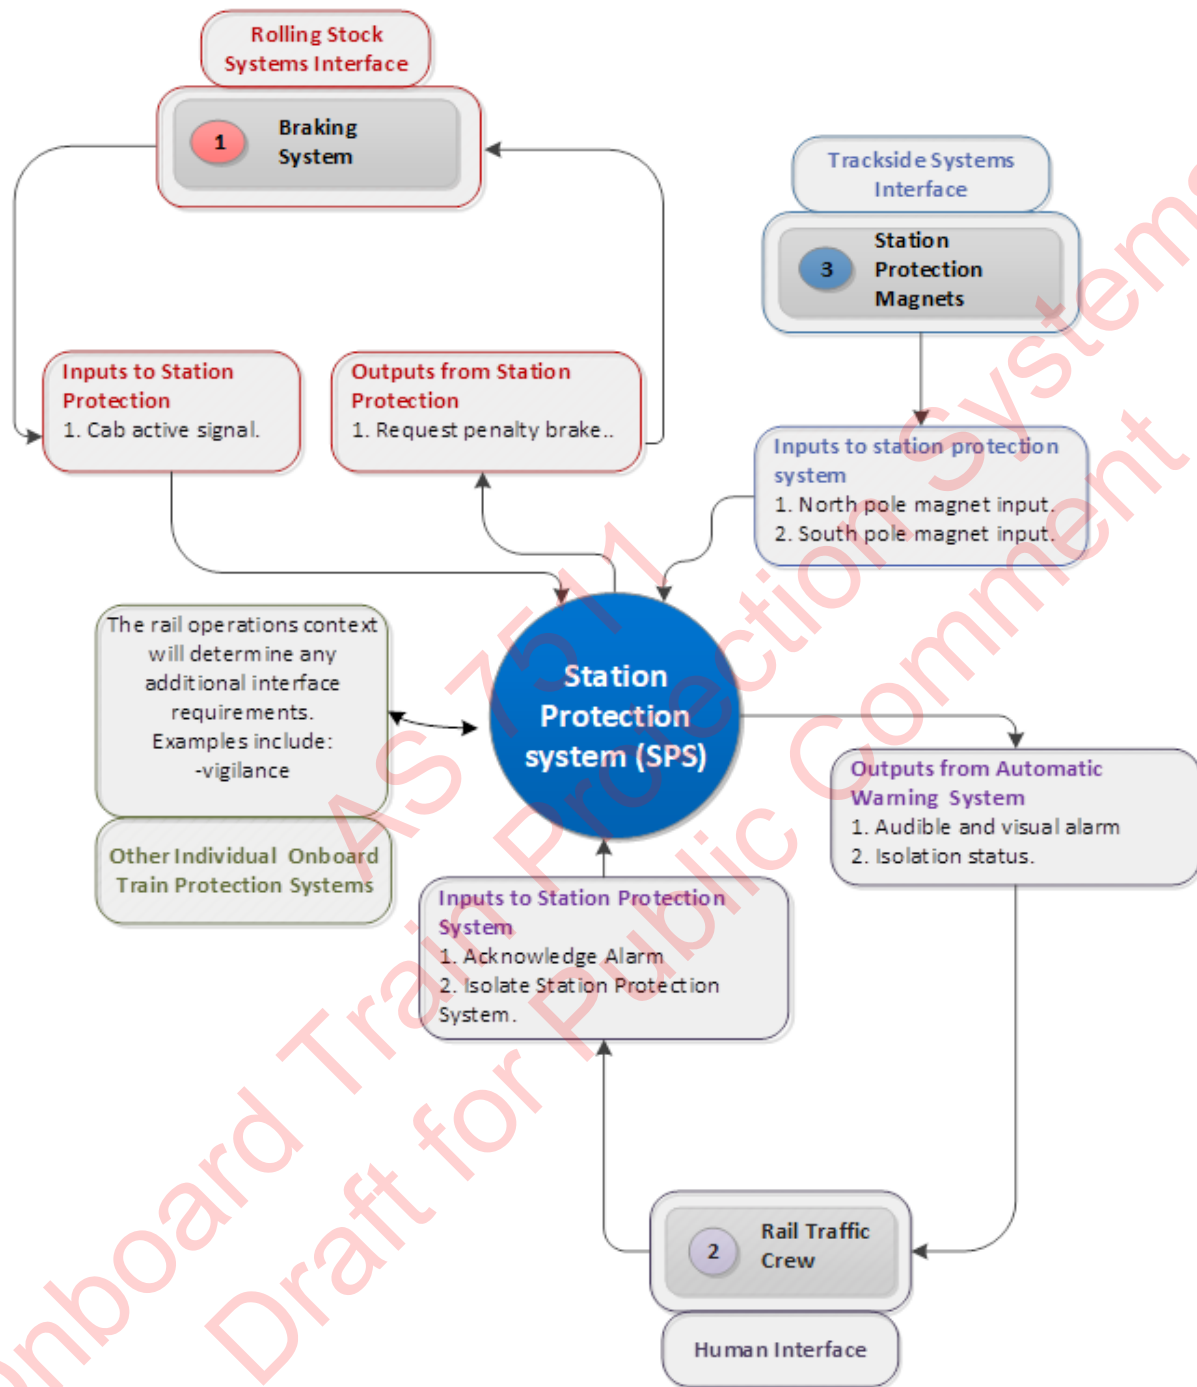 Rolling Stock
Systems Interface
1
Braking
System
Trackside Systems
Interface
3
Station
Protection
Magnets
Inputs to Station
Protection
1. Cab active signal.
Outputs from Station
Protection
1. Request penalty brake..
Inputs to station protection
system
1. North pole magnet input.
2. South pole magnet input.
The rail operations context
will determine any
additional interface
requirements.
Examples include:
-vigilance
Other Individual Onboard
Train Protection Systems
Station
Protection
system (SPS)
Outputs from Automatic
Warning System
1. Audible and visual alarm
2. Isolation status.
Inputs to Station Protection
System
1. Acknowledge Alarm
2. Isolate Station Protection
System.
2
Rail Traffic
Crew
Human Interface
AS 7511
Onboard Train Protection Systems
Draft for Public Comment